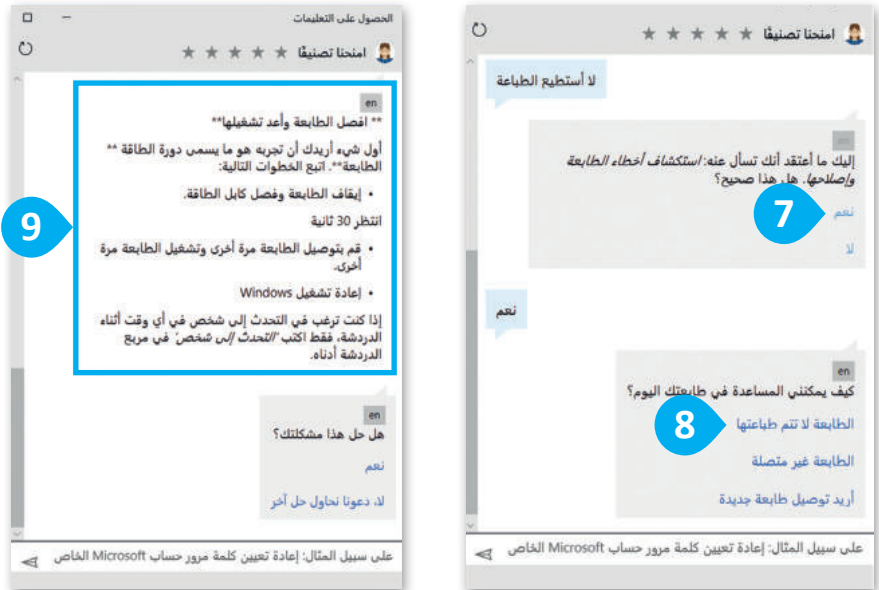 امنحنا تصنيفًا
لا أستطيع الطباعة
إليك ما أعتقد أنك تسأل عنه: استكشاف أخطاء الطابعة
وإصلاحها. هل هذا صحيح؟
نعم
7
لا
نعم
en
كيف يمكنني المساعدة في طابعتك اليوم؟
الطابعة لا تتم طباعتها
8
الطابعة غير متصلة
أريد توصيل طابعة جديدة
على سبيل المثال: إعادة تعيين كلمة مرور حساب Microsoft الخاص
الحصول على التعليمات
امنحنا تصنيفًا
en
** افصل الطابعة وأعد تشغيلها**
أول شيء أريدك أن تجربه هو ما يسمى دورة الطاقة **
الطابعة**. اتبع الخطوات التالية:
• إيقاف الطابعة وفصل كابل الطاقة.
9
انتظر 30 ثانية
• قم بتوصيل الطابعة مرة أخرى وتشغيل الطابعة مرة
أخرى.
• إعادة تشغيل Windows
إذا كنت ترغب في التحدث إلى شخص في أي وقت أثناء
الدردشة، فقط اكتب "التحدث إلى شخص" في مربع
الدردشة أدناه.
en
هل حل هذا مشكلتك؟
نعم
لا، دعونا نحاول حل آخر
على سبيل المثال: إعادة تعيين كلمة مرور حساب Microsoft الخاص